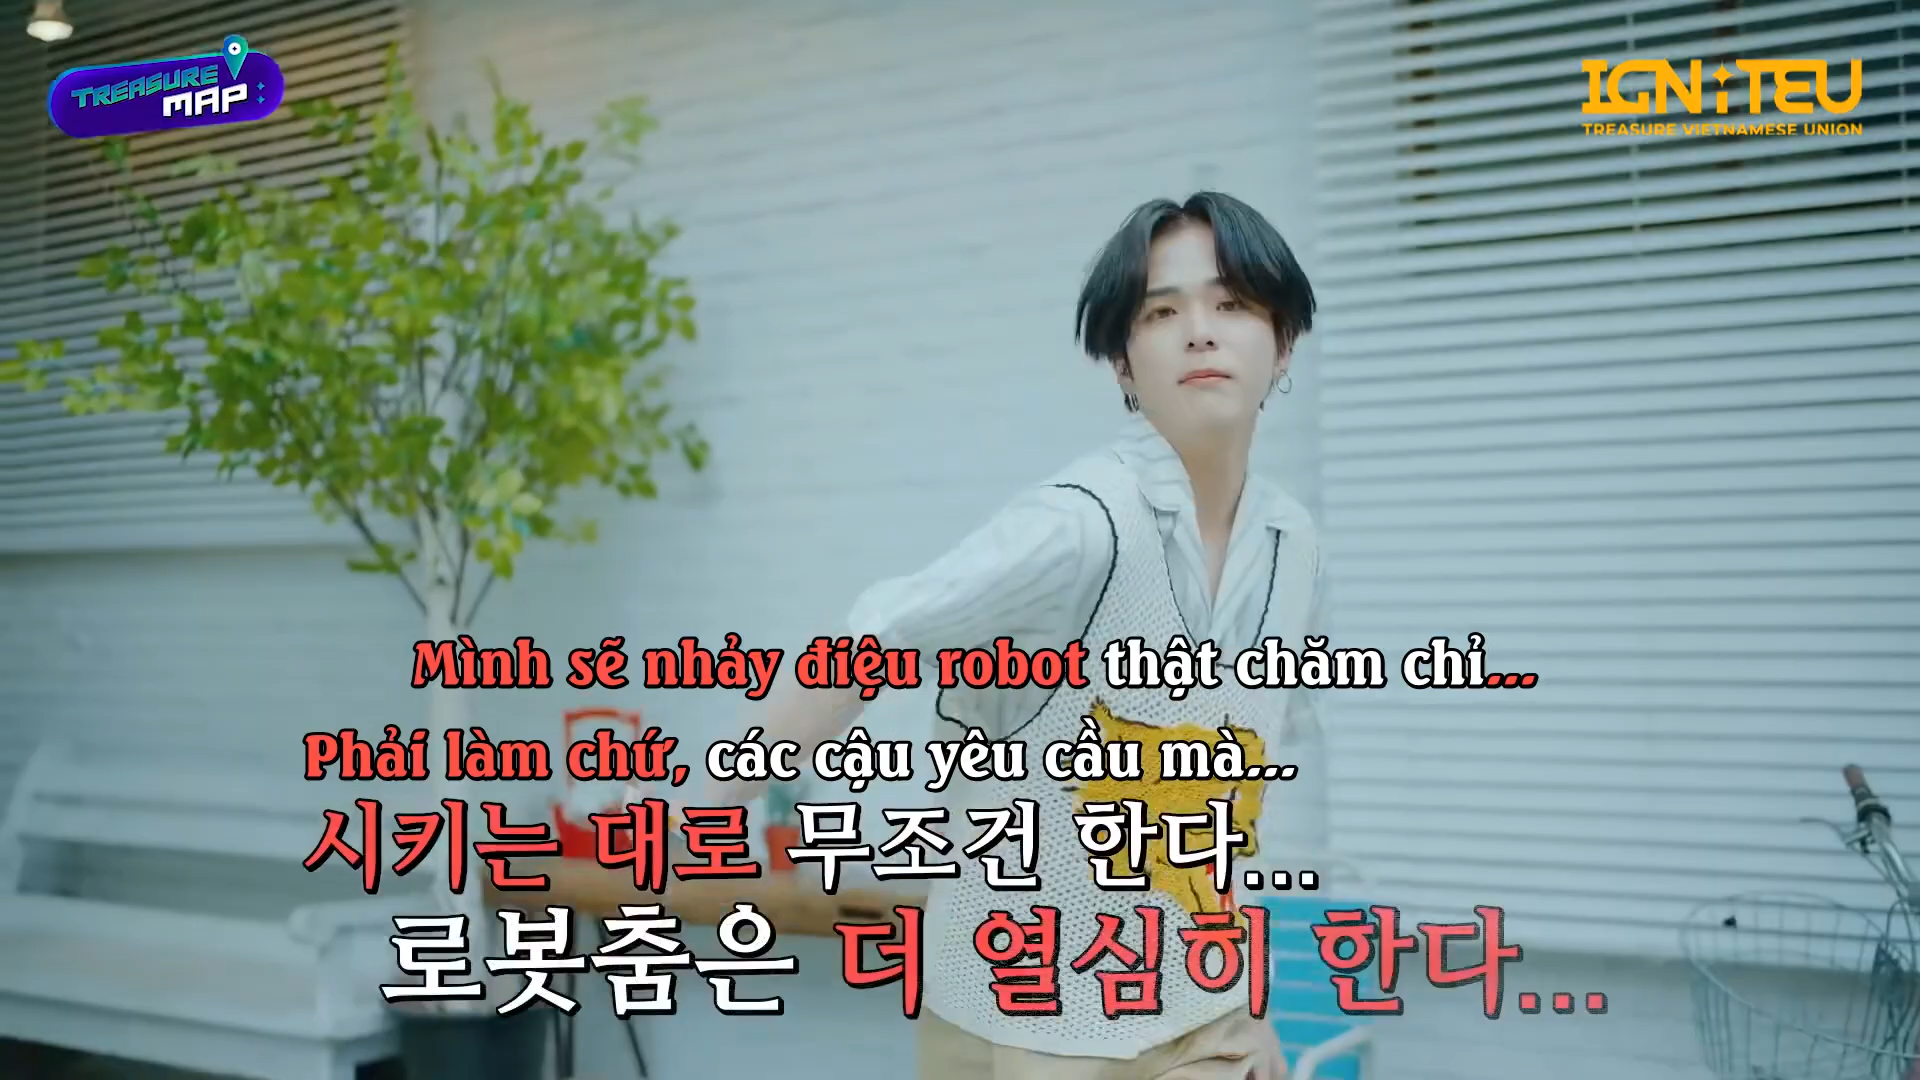 TREASURE
MAP
IGNITEU
TREASURE VIETNAMESE UNION
Mình sẽ nhảy điệu robot thật chăm chỉ...
Phải làm chứ, các cậu yêu cầu mà...
시키는 대로 무조건 한다...
로봇춤은 더 열심히 한다...